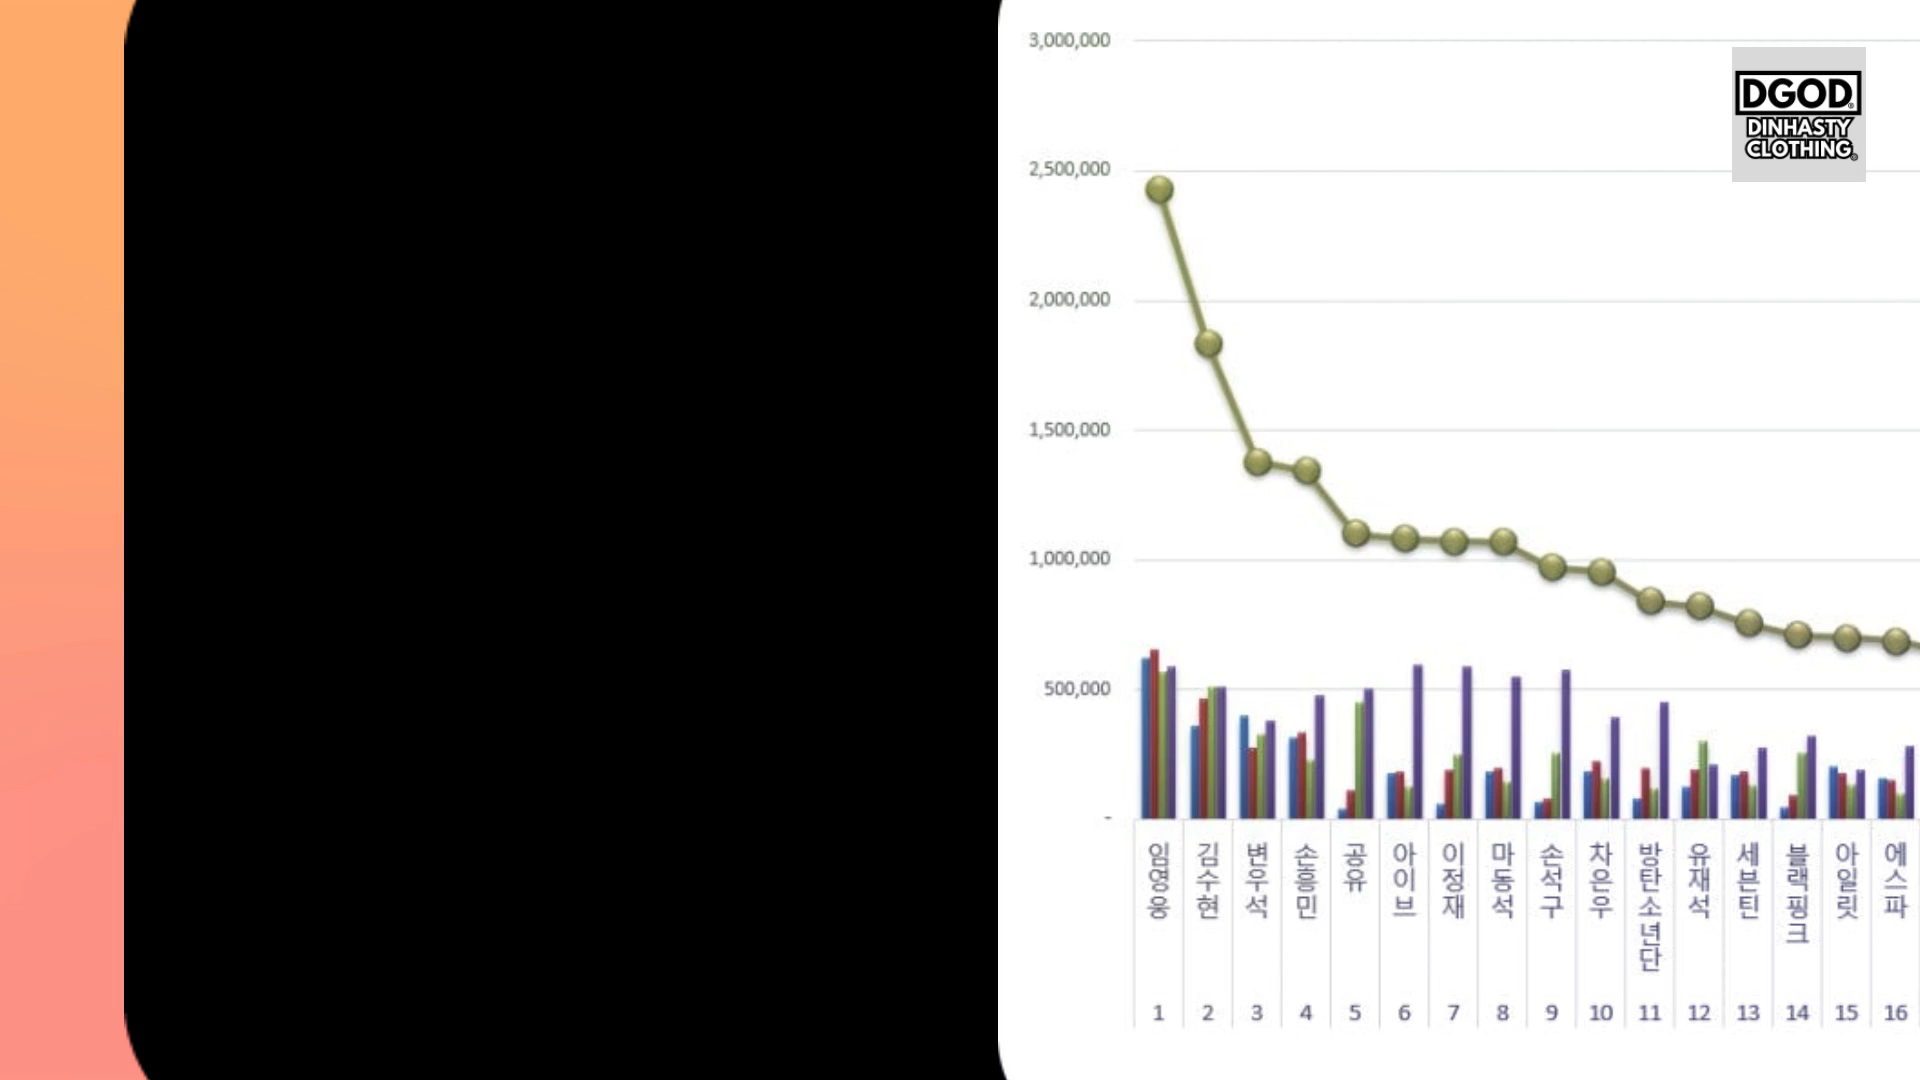 3,000,000
2,500,000
2,000,000
1,500,000
1,000,000
500,000
-
DGOD®
DINHASTY
CLOTHING®
임영웅
김수현
변우석
손흥민
공유
아이브
이정재
마동석
손석구
차은우
방탄소년단
유재석
세븐틴
블랙핑크
아일릿
에스파
1 2 3 4 5 6 7 8 9 10 11 12 13 14 15 16